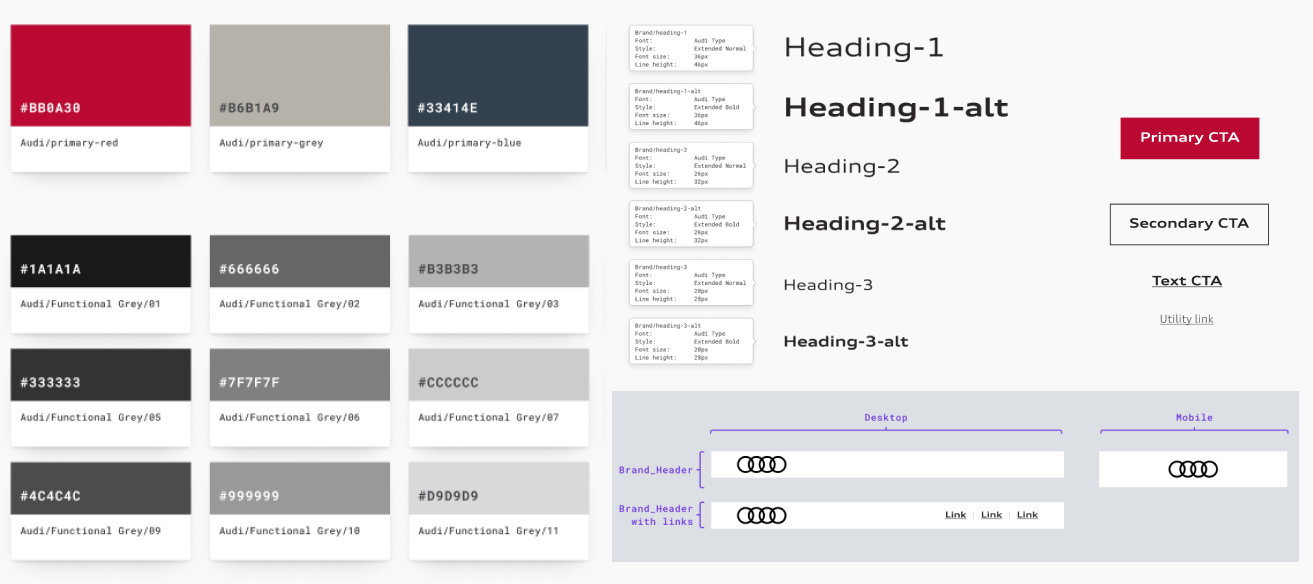 #BB0A30
Audi/primary-red
#B6B1A9
Audi/primary-grey
#33414E
Audi/primary-blue
#1A1A1A
Audi/Functional Grey/01
#666666
Audi/Functional Grey/02
#B3B3B3
Audi/Functional Grey/03
#333333
Audi/Functional Grey/05
#7F7F7F
Audi/Functional Grey/06
#CCCCCC
Audi/Functional Grey/07
#4C4C4C
Audi/Functional Grey/09
#999999
Audi/Functional Grey/10
#D9D9D9
Audi/Functional Grey/11
Brand/heading-1
Font: Audi Type
Style: Extended Normal
Font size: 36px
Line height: 46px
Heading-1
Brand/heading-1-alt
Font: Audi Type
Style: Extended Bold
Font size: 36px
Line height: 46px
Heading-1-alt
Brand/heading-2
Font: Audi Type
Style: Extended Normal
Font size: 26px
Line height: 32px
Heading-2
Brand/heading-2-alt
Font: Audi Type
Style: Extended Bold
Font size: 26px
Line height: 32px
Heading-2-alt
Brand/heading-3
Font: Audi Type
Style: Extended Normal
Font size: 20px
Line height: 28px
Heading-3
Brand/heading-3-alt
Font: Audi Type
Style: Extended Bold
Font size: 20px
Line height: 28px
Heading-3-alt
Primary CTA
Secondary CTA
Text CTA
Utility link
Desktop
Mobile
Brand_Header
Brand_Header
with links
Link | Link | Link